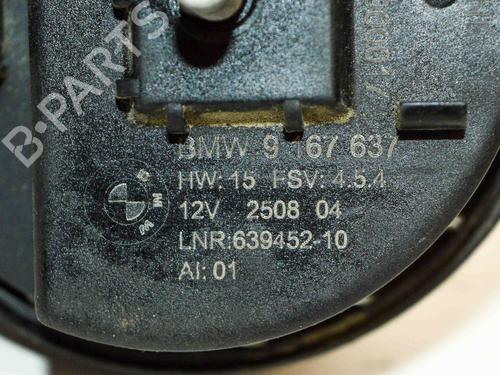 B-PARTS
BMW 9 167 637
HW: 15 FSV: 4.5.4
12V 2508 04
LNR:639452-10
AI: 01
BMW